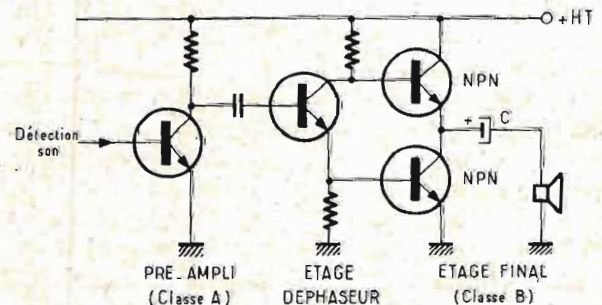 +HT
NPN
Détection
son
+ C
NPN
PRE_AMPLI
(Classe A)
ETAGE
DEPHASEUR
ETAGE FINAL
(Classe B)